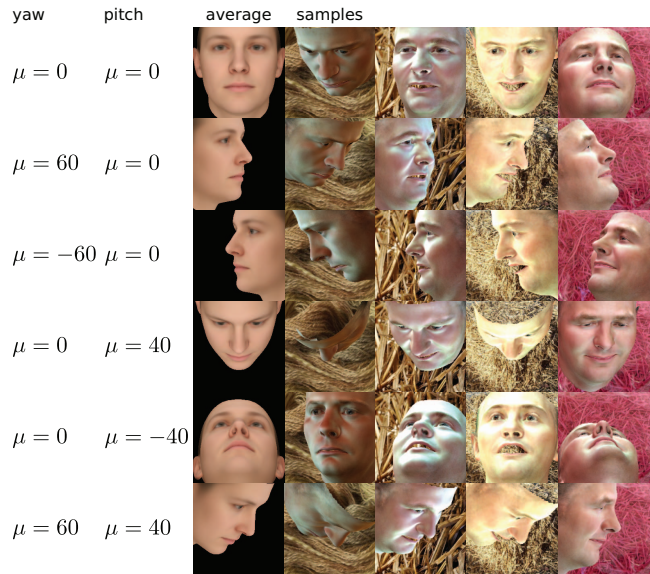 yaw pitch average samples
μ = 0 μ = 0
μ = 60 μ = 0
μ = −60 μ = 0
μ = 0 μ = 40
μ = 0 μ = −40
μ = 60 μ = 40